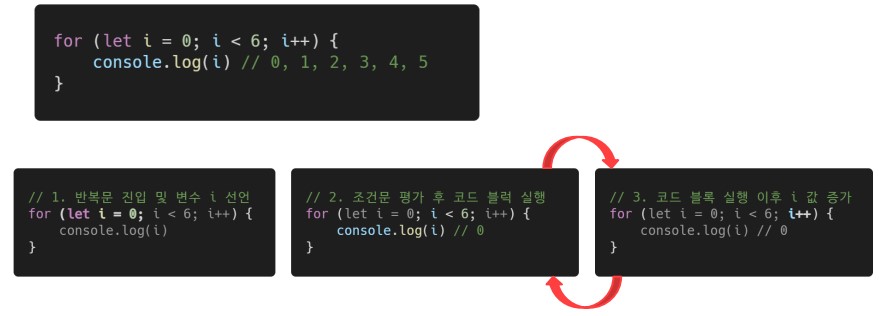 for (let i = 0; i < 6; i++) {
    console.log(i) // 0, 1, 2, 3, 4, 5
}
// 1. 반복문 진입 및 변수 i 선언
for (let i = 0; i < 6; i++) {
    console.log(i)
}
// 2. 조건문 평가 후 코드 블럭 실행
for (let i = 0; i < 6; i++) {
    console.log(i) // 0
}
// 3. 코드 블록 실행 이후 i 값 증가
for (let i = 0; i < 6; i++) {
    console.log(i) // 0
}